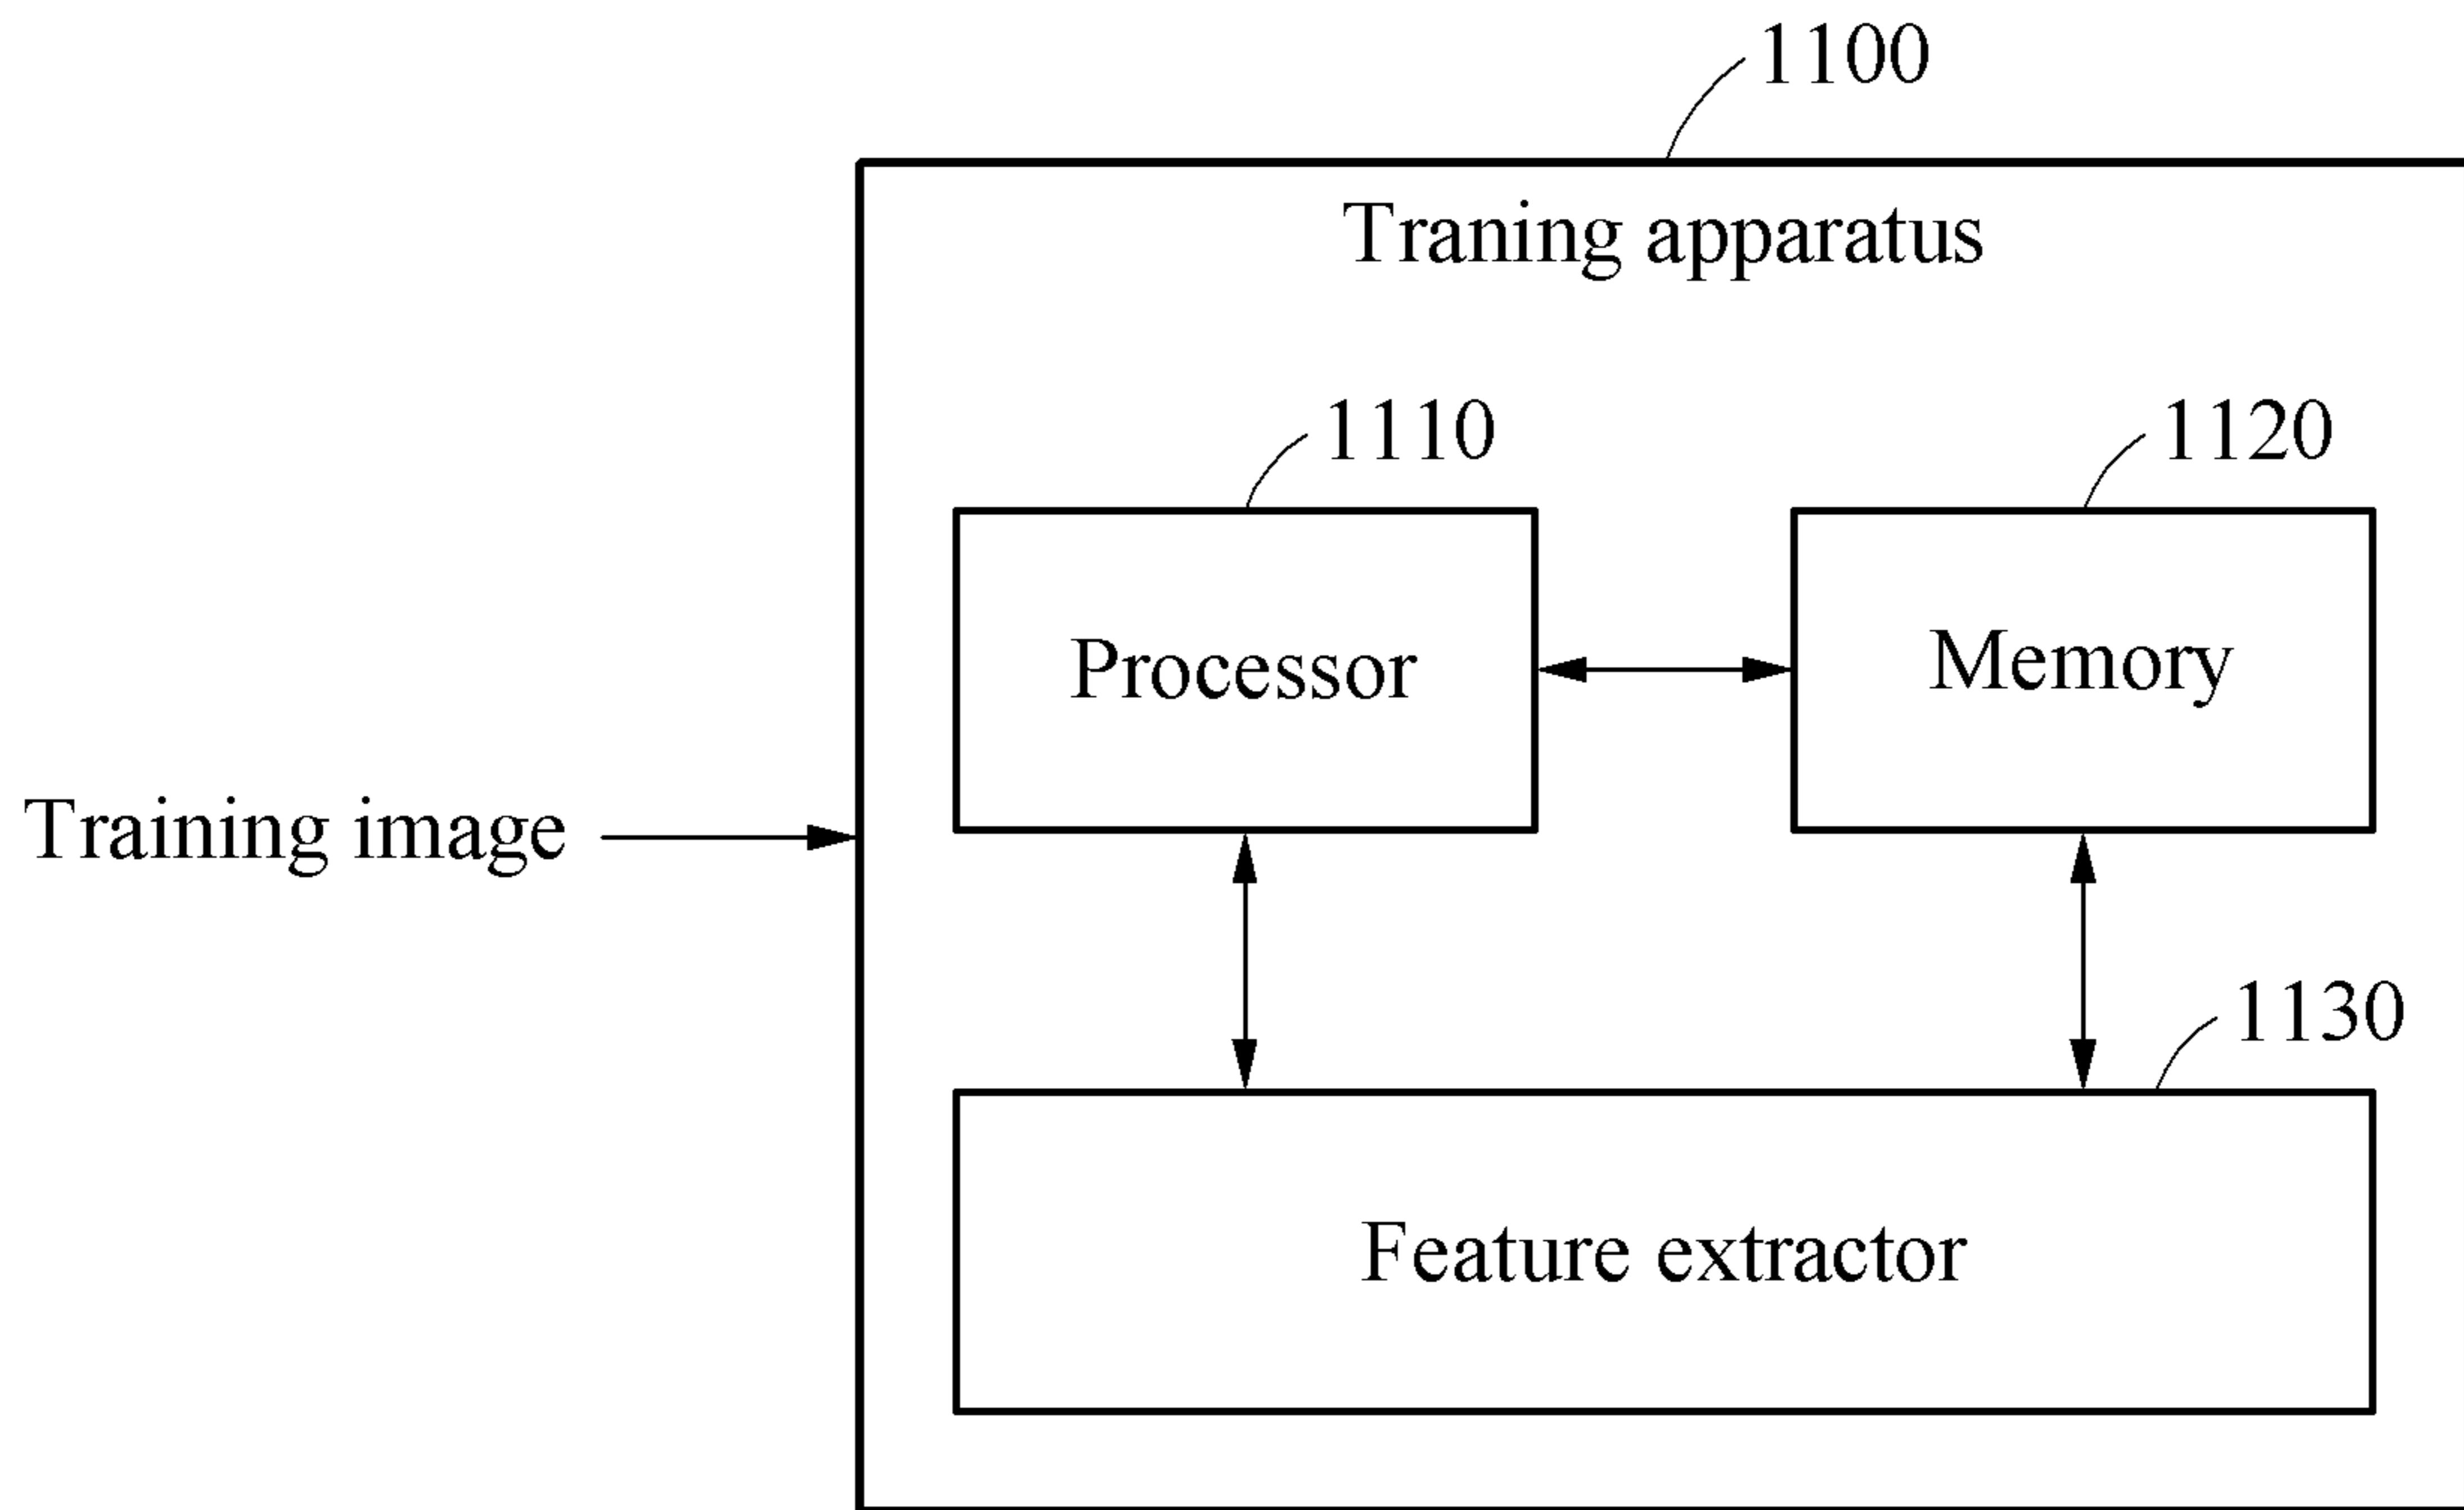 1100
Traning apparatus
1110
1120
Processor
Memory
Training image
1130
Feature extractor